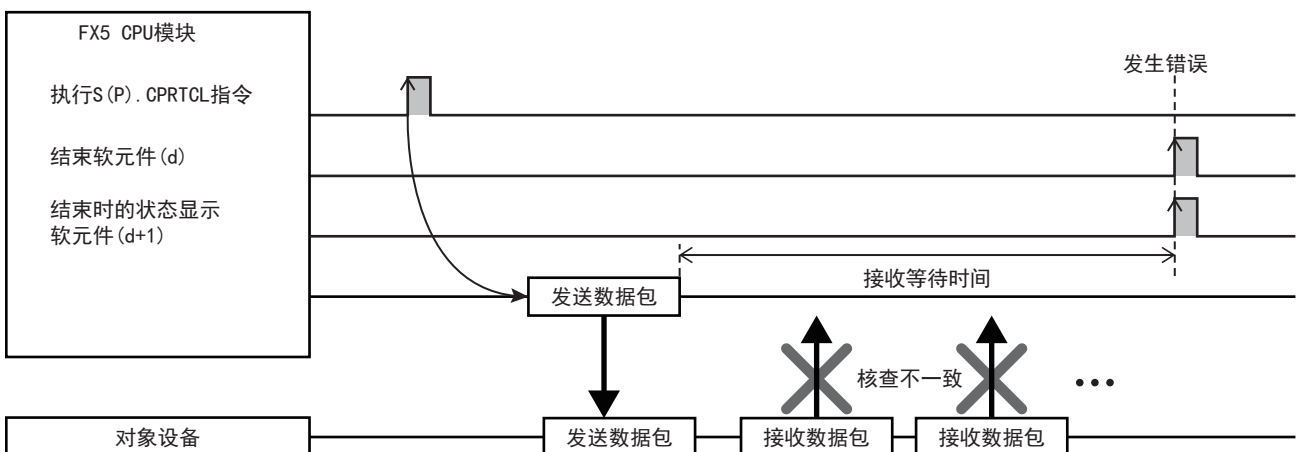 FX5 CPU模块
发生错误
执行S(P).CPRTCL指令
结束软元件(d)
结束时的状态显示
软元件(d+1)
接收等待时间
发送数据包
核查不一致
•••
对象设备
发送数据包
接收数据包
接收数据包